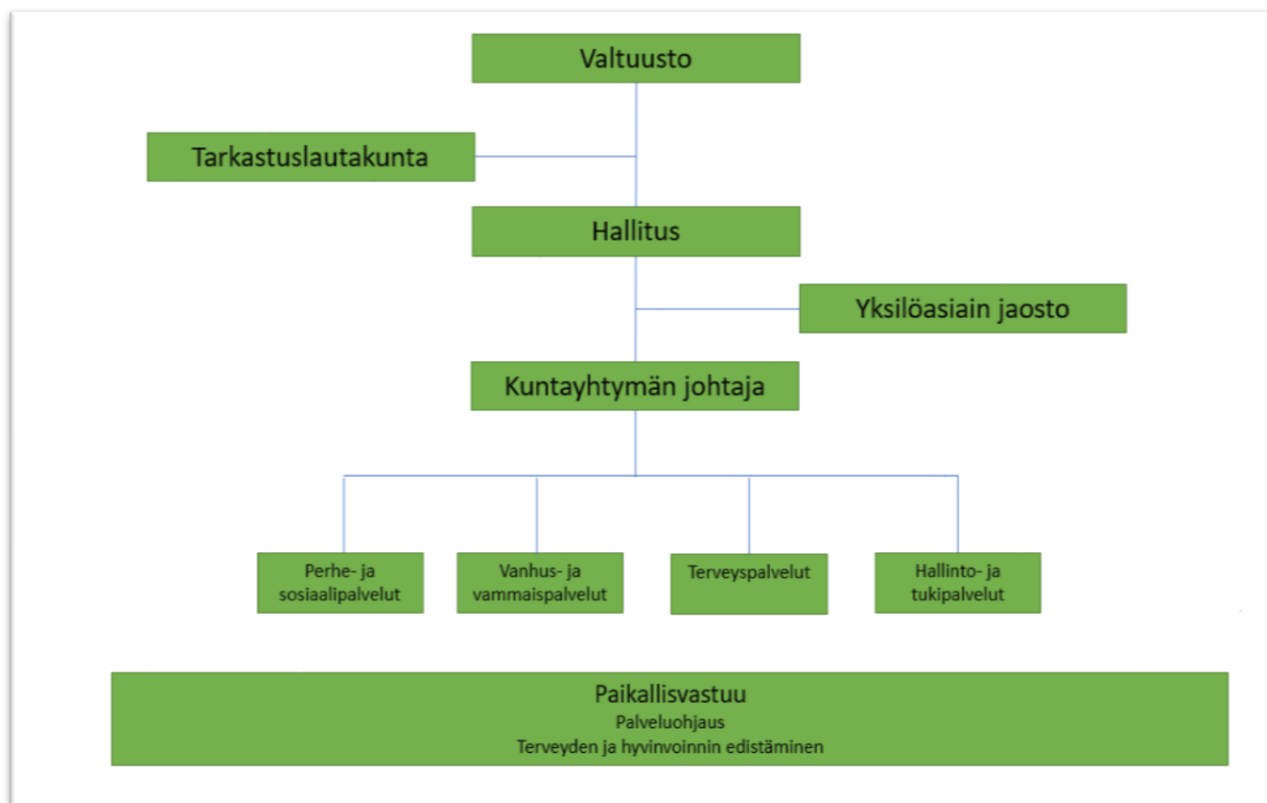 Valtuusto
Tarkastuslautakunta
Hallitus
Yksilöasiain jaosto
Kuntayhtymän johtaja
Perhe- ja
sosiaalipalvelut
Vanhus- ja
vammaispalvelut
Terveyspalvelut
Hallinto- ja
tukipalvelut
Paikallisvastuu
Palveluohjaus
Terveyden ja hyvinvoinnin edistäminen